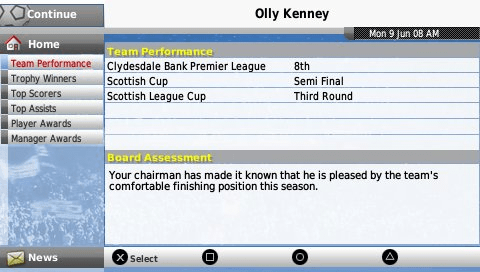 Continue
Olly Kenney
Mon 9 Jun 08 AM
Home
Team Performance
Trophy Winners
Top Scorers
Top Assists
Player Awards
Manager Awards
News
Team Performance
Clydesdale Bank Premier League 8th
Scottish Cup Semi Final
Scottish League Cup Third Round
Board Assessment
Your chairman has made it known that he is pleased by the team's
comfortable finishing position this season.
Select